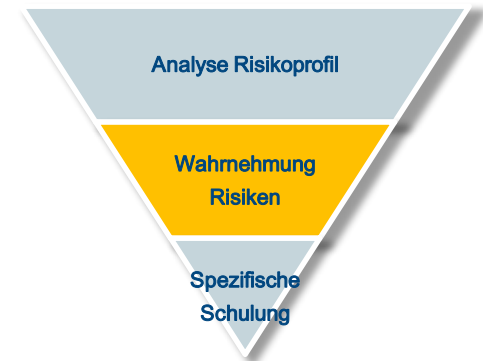 Analyse Risikoprofil
Wahrnehmung
Risiken
Spezifische
Schulung